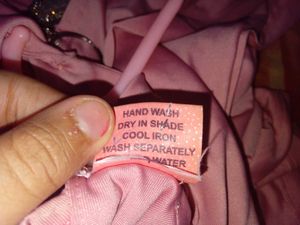 HAND WASH
DRY IN SHADE
COOL IRON
WASH SEPARATELY
WATER